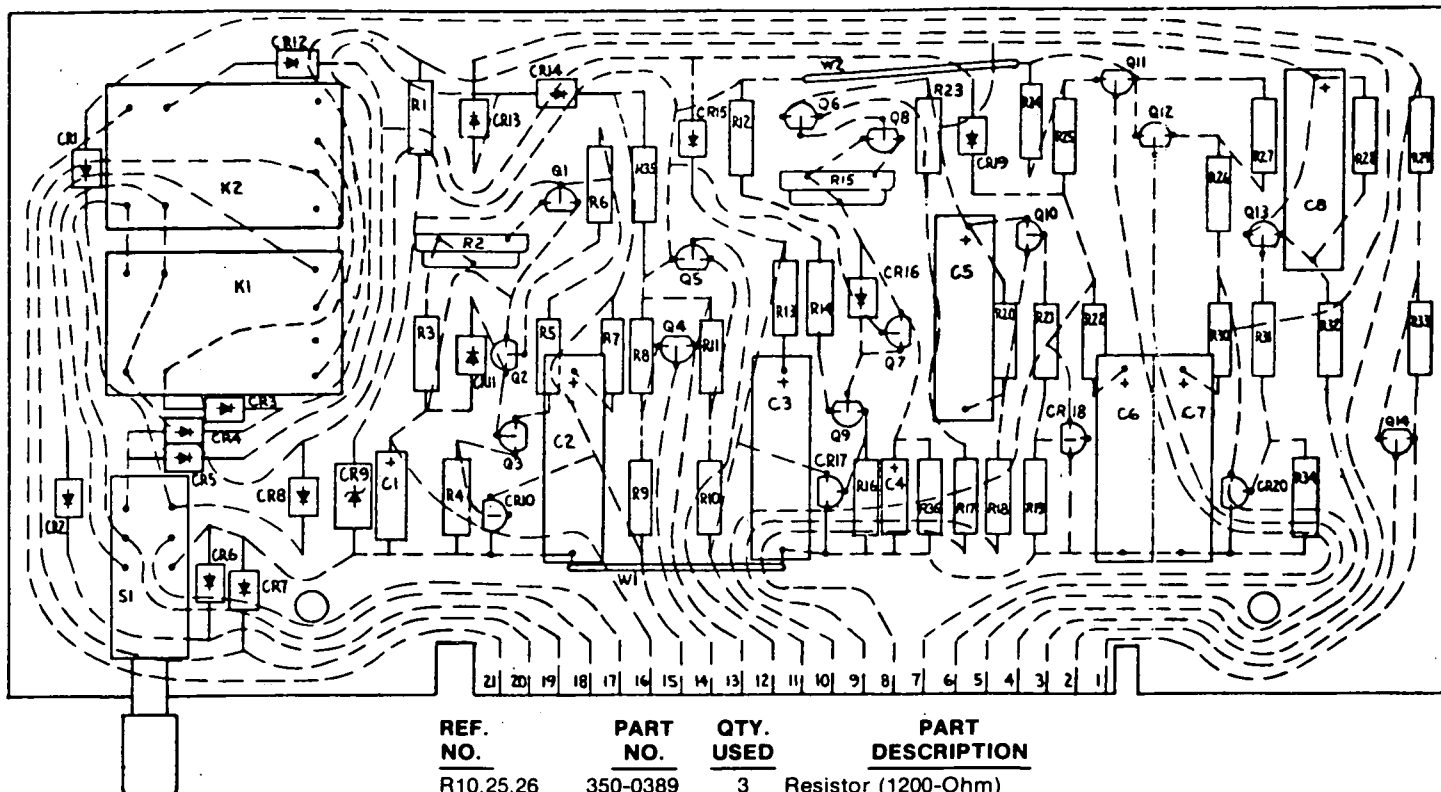 CR12
K2
CR1
R1
CR13
CR14
Q1
R6
R35
CR15
R12
Q6
W2
Q8
R23
R15
CR19
R24
R25
Q11
Q12
R26
R27
C8
R28
R29
K1
R2
R3
CR11
Q2
Q3
R5
C2
R7
R8
Q4
R11
Q5
R13
R14
CR16
Q7
C5
Q10
R20
R21
R22
Q13
R30
R31
R32
R33
CR3
CR4
CR5
CR2
S1
CR6
CR7
CR8
CR9
C1
R4
CR10
R9
R10
C3
Q9
CR17
R16
C4
R36
R17
R18
R19
CR18
C6
C7
CR20
R34
Q14
W1
21 20 19 18 17 16 15 14 13 12 11 10 9 8 7 6 5 4 3 2 1
REF. NO. PART NO. QTY. USED PART DESCRIPTION
R10,25,26 350-0389 3 Resistor (1200-Ohm)